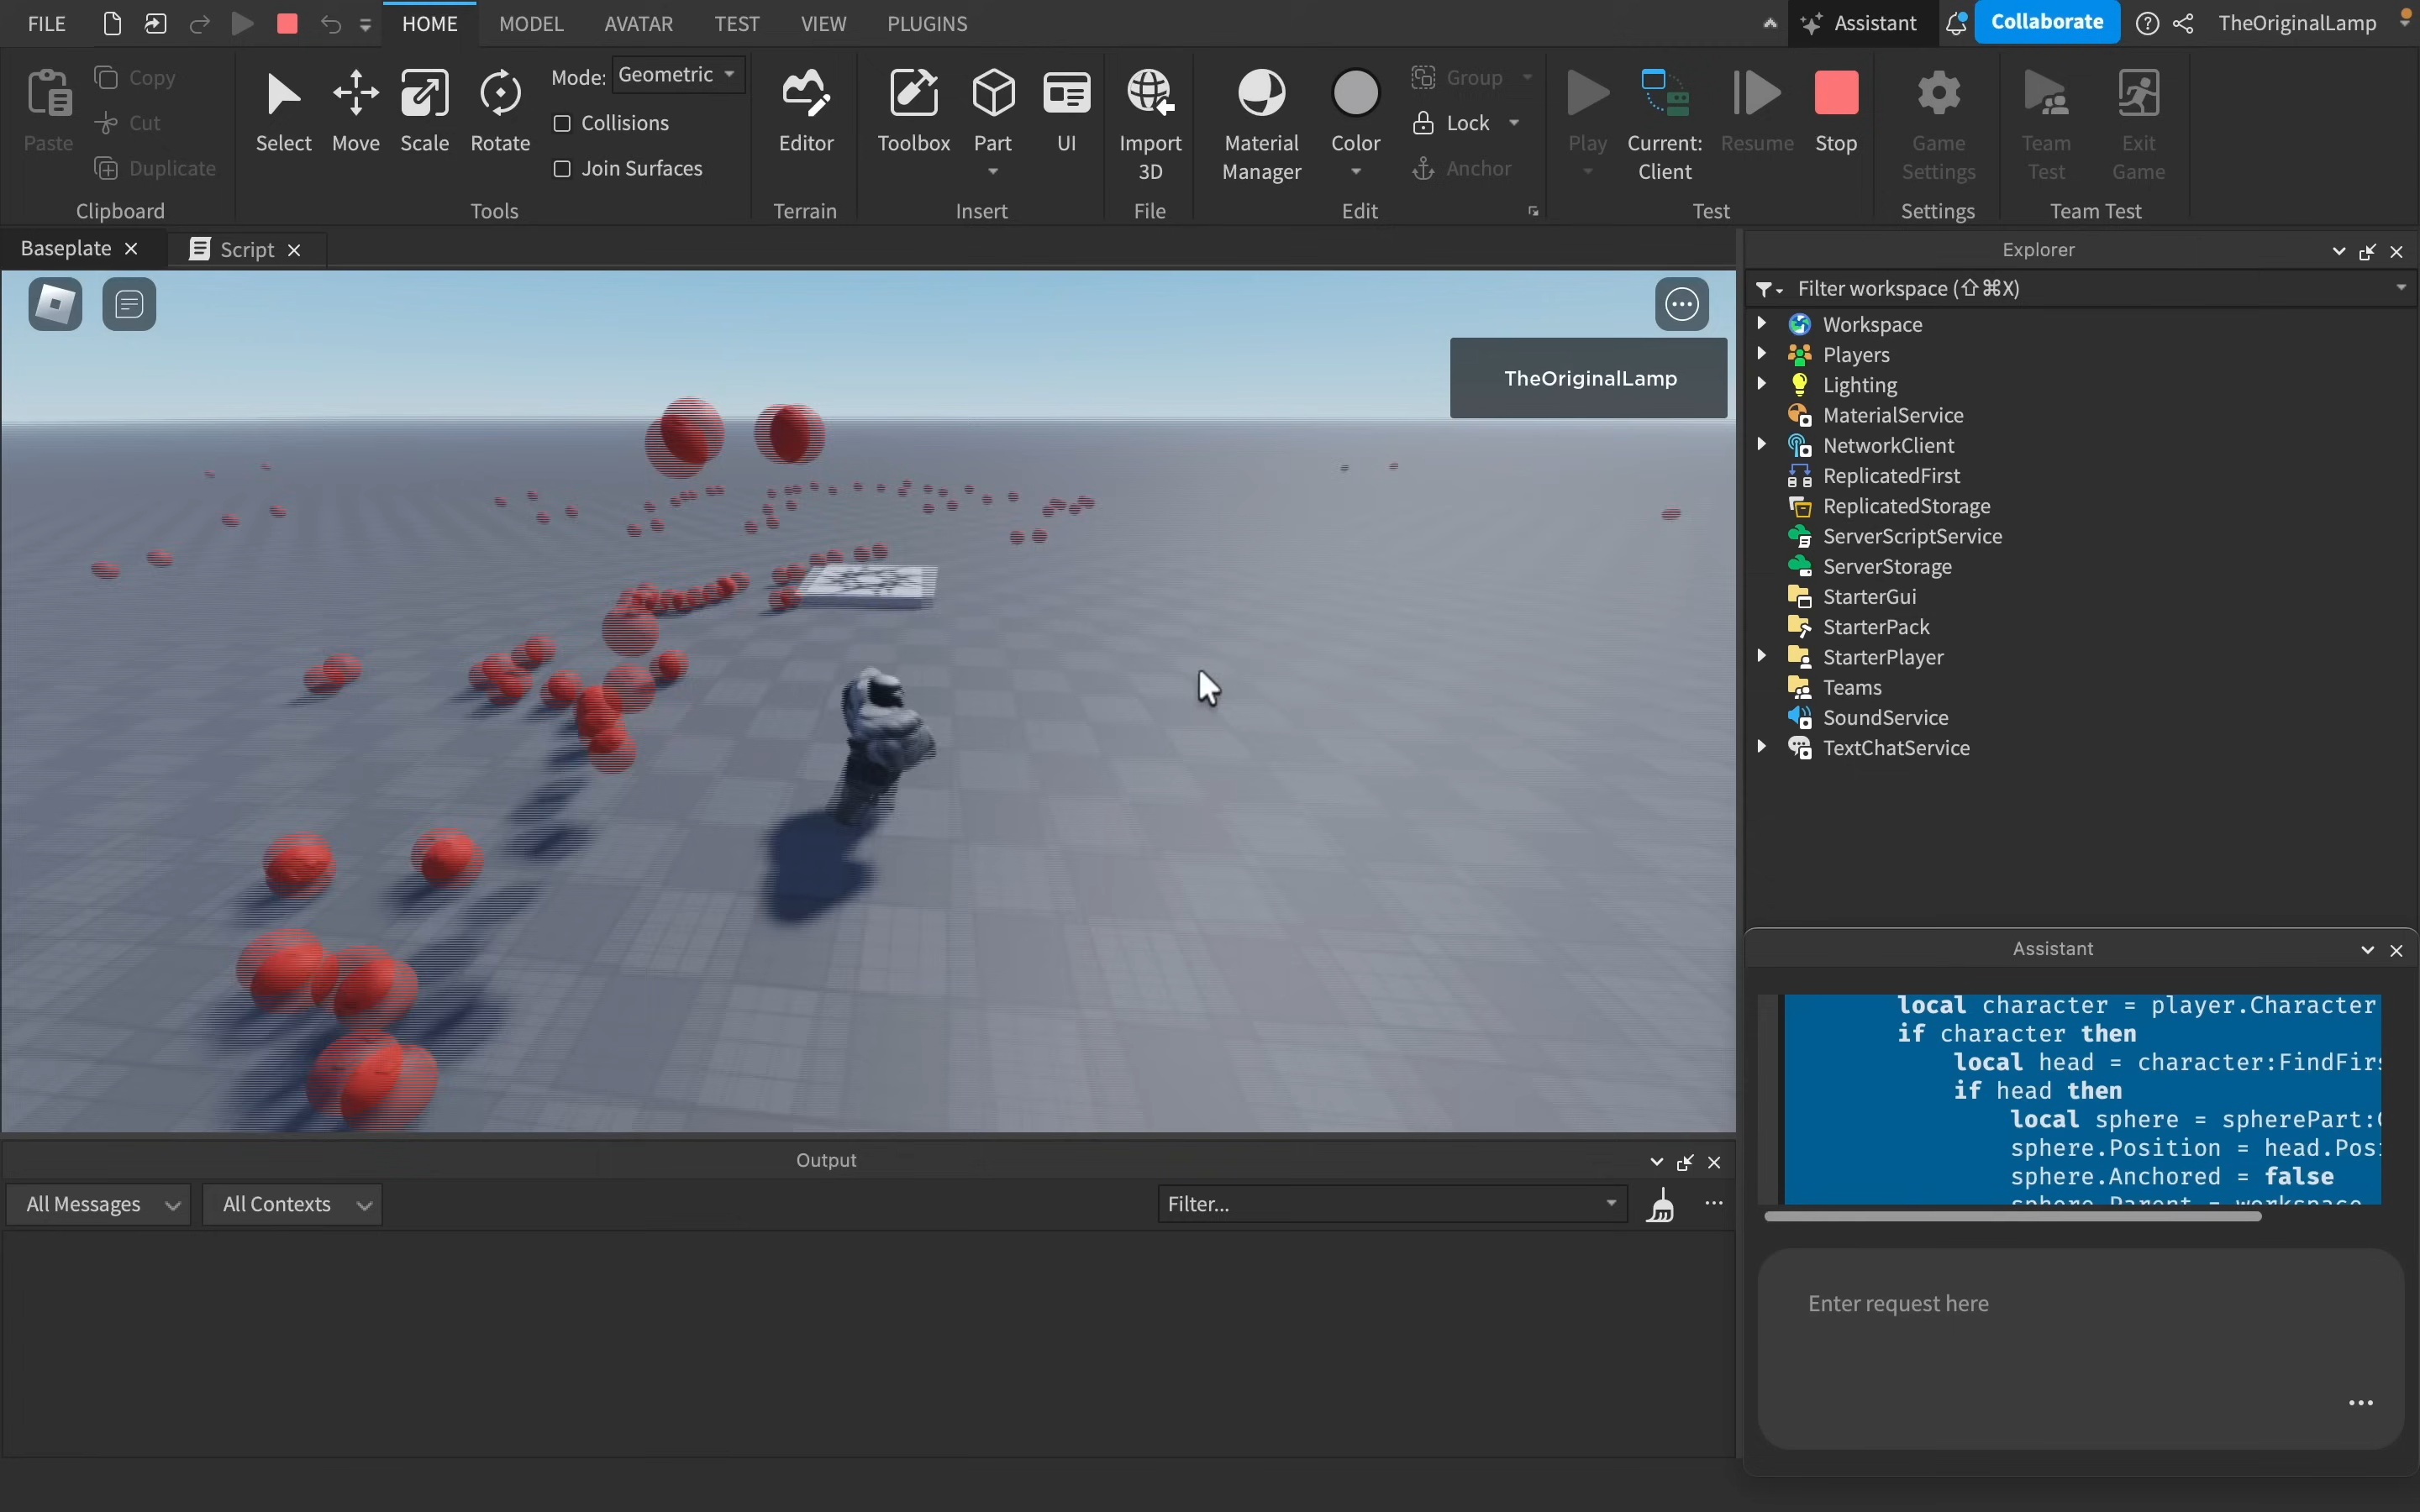 FILE
HOME
MODEL
AVATAR
TEST
VIEW
PLUGINS
Assistant
Collaborate
TheOriginalLamp
Paste
Copy
Cut
Duplicate
Clipboard
Select
Move
Scale
Rotate
Mode: Geometric
Collisions
Join Surfaces
Tools
Editor
Terrain
Toolbox
Part
UI
Insert
Import
3D
File
Material
Manager
Color
Group
Lock
Anchor
Edit
Play
Current:
Client
Resume
Stop
Test
Game
Settings
Settings
Team
Test
Exit
Game
Team Test
Baseplate
Script
TheOriginalLamp
Explorer
Filter workspace (⇧⌘X)
Workspace
Players
Lighting
MaterialService
NetworkClient
ReplicatedFirst
ReplicatedStorage
ServerScriptService
ServerStorage
StarterGui
StarterPack
StarterPlayer
Teams
SoundService
TextChatService
Assistant
local character = player.Character
if character then
local head = character:FindFirs
if head then
local sphere = spherePart:
sphere.Position = head.Pos
sphere.Anchored = false
sphere.Parent = workspace
Enter request here
Output
All Messages
All Contexts
Filter...